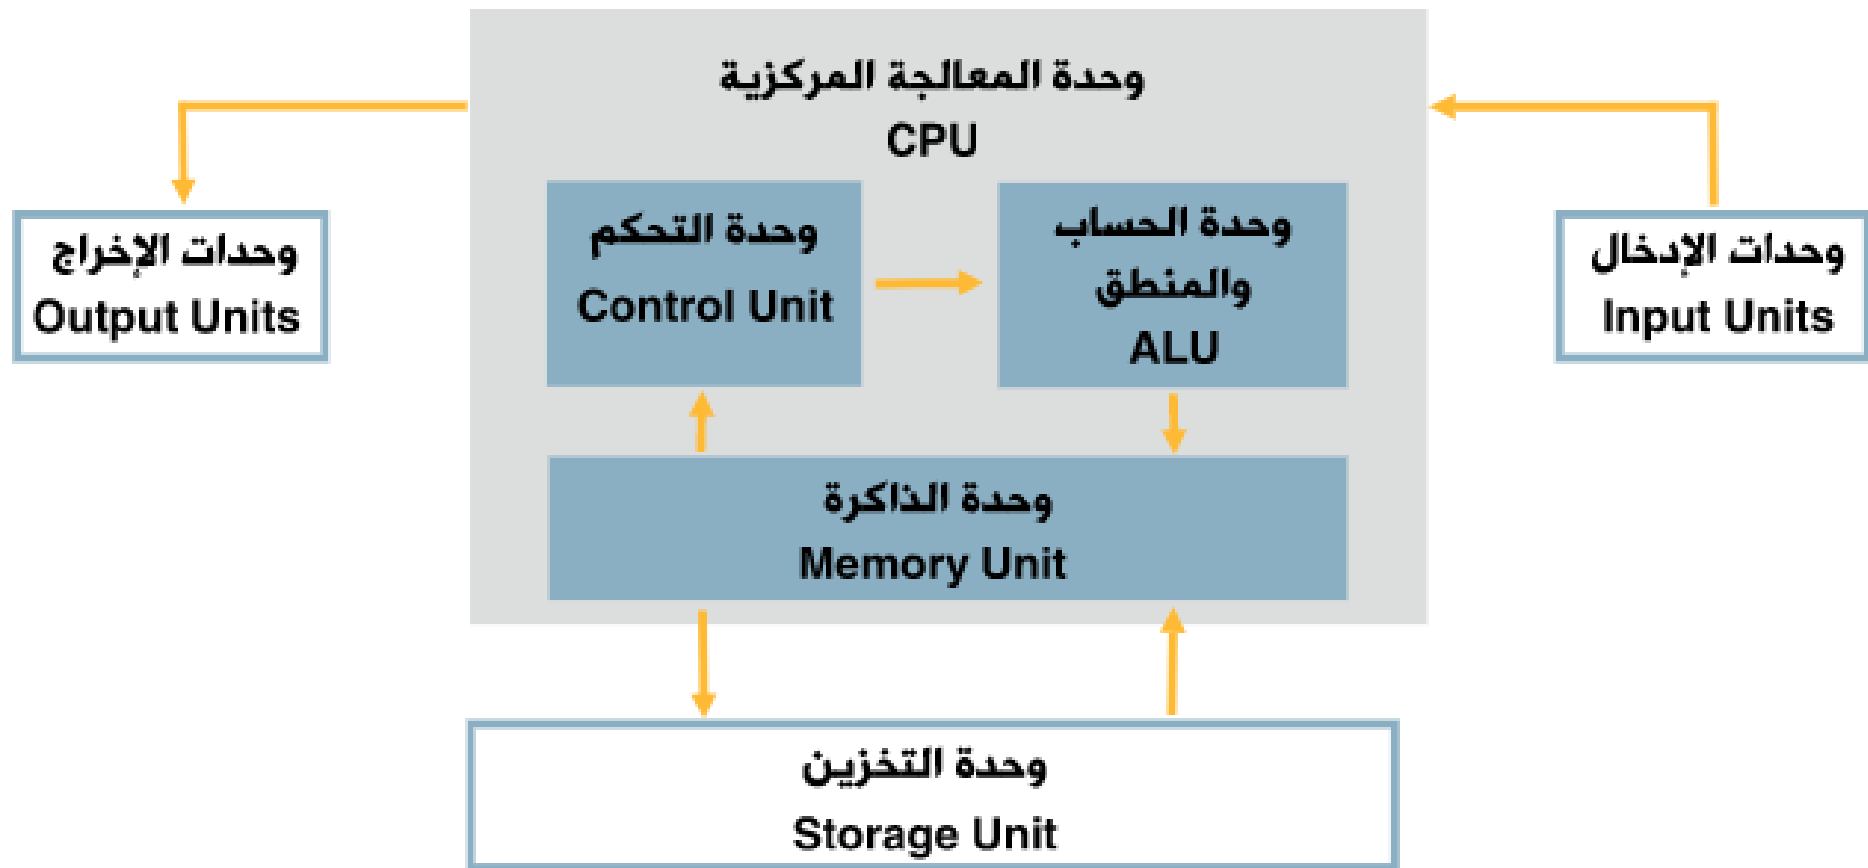 وحدة المعالجة المركزية
CPU
وحدات الإدخال
Input Units
وحدة الحساب
والمنطق
ALU
وحدة التحكم
Control Unit
وحدات الإخراج
Output Units
وحدة الذاكرة
Memory Unit
وحدة التخزين
Storage Unit